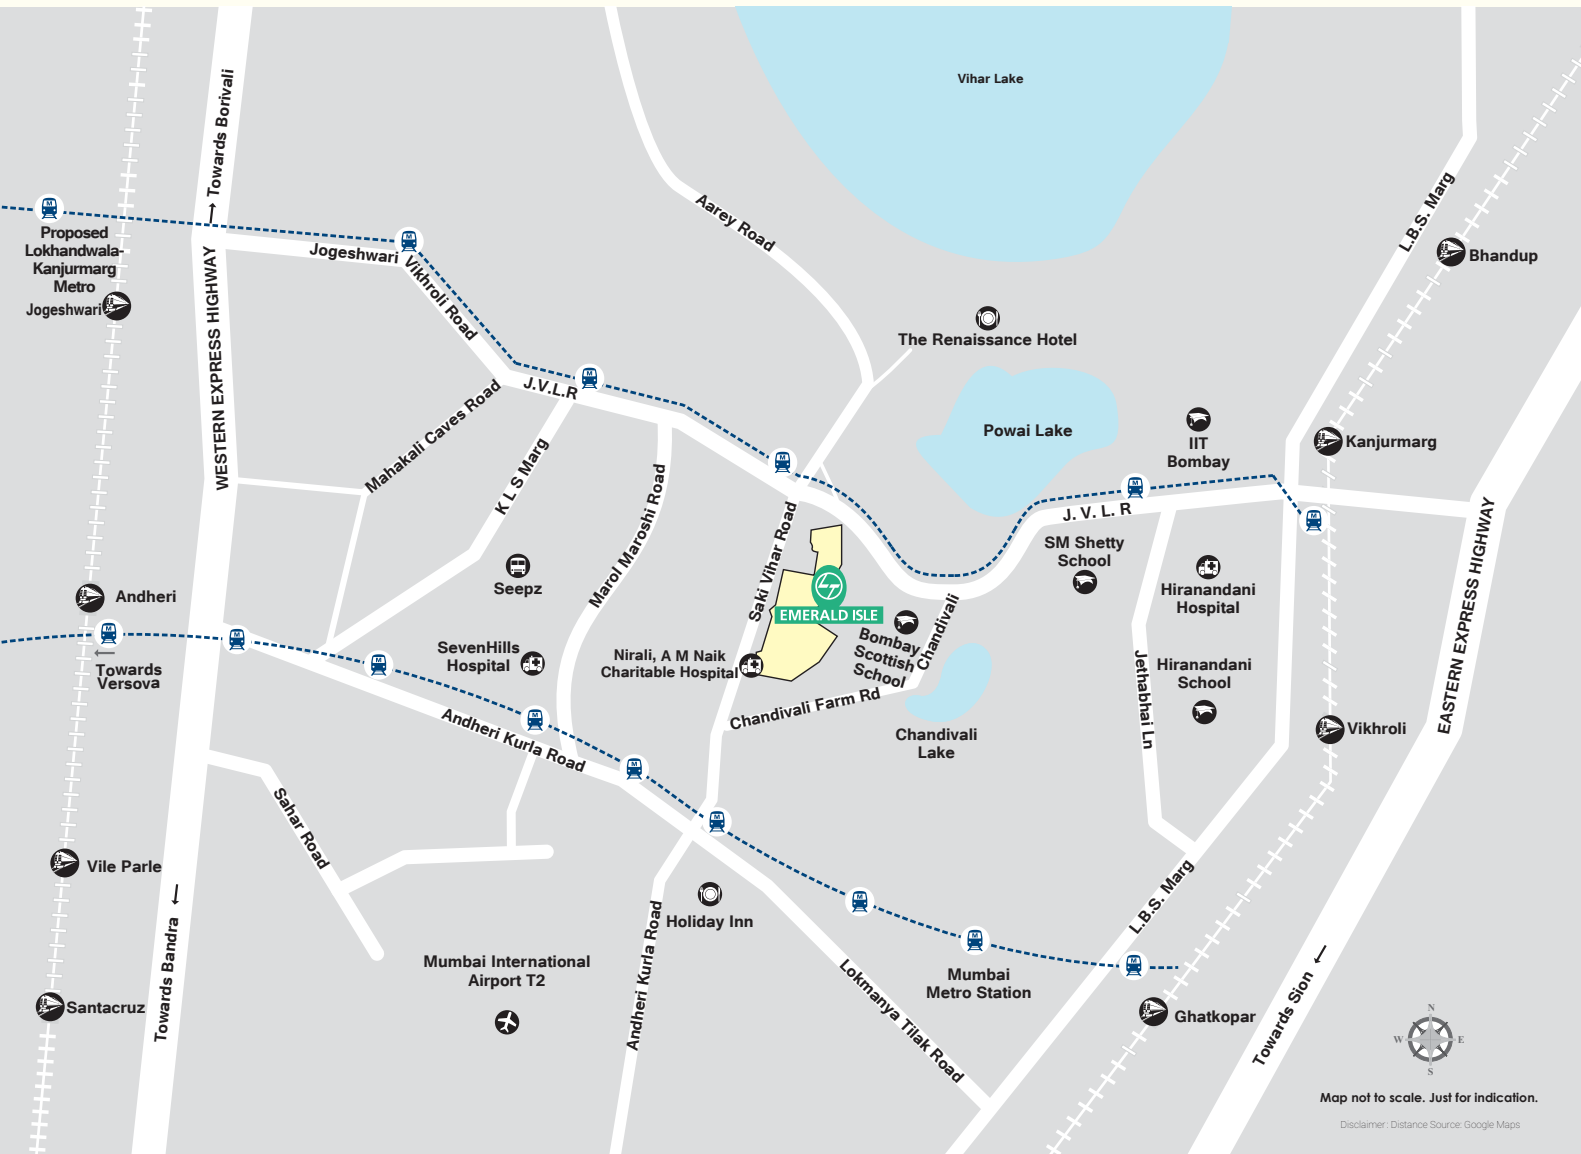 Vihar Lake
Towards Borivali
Proposed
Lokhandwala-
Kanjurmarg
Metro
Jogeshwari
WESTERN EXPRESS HIGHWAY
Jogeshwari
Vikhroli Road
Aarey Road
L.B.S. Marg
Bhandup
The Renaissance Hotel
J.V.L.R
Mahakali Caves Road
K L S Marg
Marol Maroshi Road
Powai Lake
IIT
Bombay
Kanjurmarg
J. V. L. R
Saki Vihar Road
SM Shetty
School
Hiranandani
Hospital
EASTERN EXPRESS HIGHWAY
Seepz
Andheri
EMERALD ISLE
Bombay
Scottish
School
Chandivali
SevenHills
Hospital
Nirali, A M Naik
Charitable Hospital
Towards
Versova
Hiranandani
School
Jethabhai Ln
Chandivali Farm Rd
Andheri Kurla Road
Chandivali
Lake
Vikhroli
Sahar Road
Vile Parle
L.B.S. Marg
Holiday Inn
Towards Bandra
Andheri Kurla Road
Mumbai International
Airport T2
Mumbai
Metro Station
Lokmanya Tilak Road
Santacruz
Ghatkopar
Towards Sion
N
W
E
S
Map not to scale. Just for indication.
Disclaimer: Distance Source: Google Maps